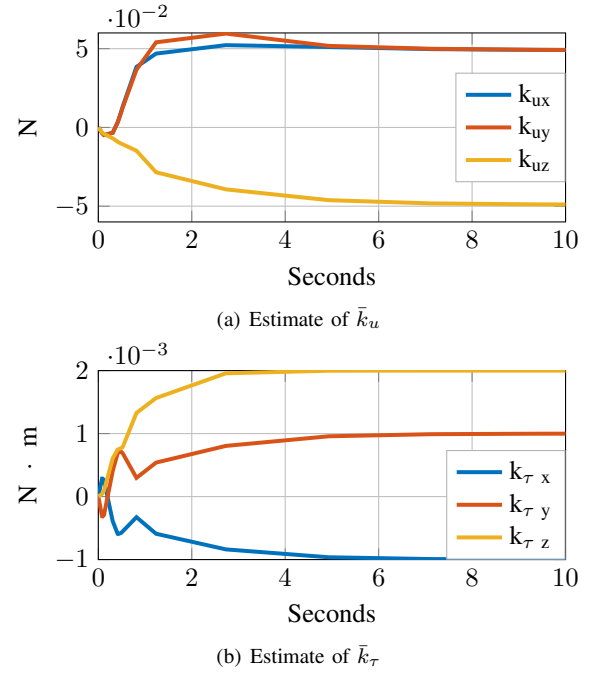 ·10⁻²
5
0
−5
N
k_ux
k_uy
k_uz
0 2 4 6 8 10
Seconds
(a) Estimate of k̄_u
·10⁻³
2
1
0
−1
N · m
k_τ x
k_τ y
k_τ z
0 2 4 6 8 10
Seconds
(b) Estimate of k̄_τ